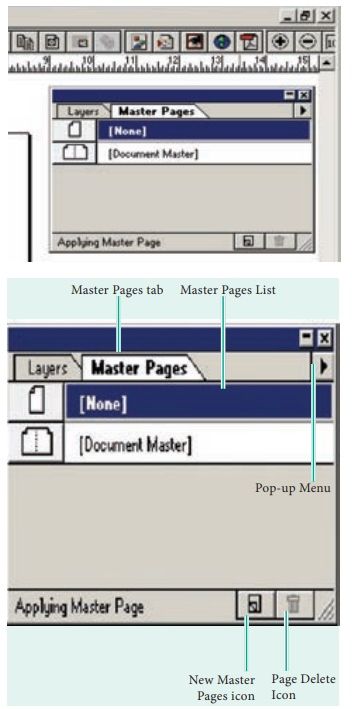 9 10 11 12 13 14 15
Layers Master Pages
[None]
[Document Master]
Applying Master Page
Master Pages tab Master Pages List
Layers Master Pages
[None]
[Document Master]
Pop-up Menu
Applying Master Page
New Master
Pages icon
Page Delete
Icon